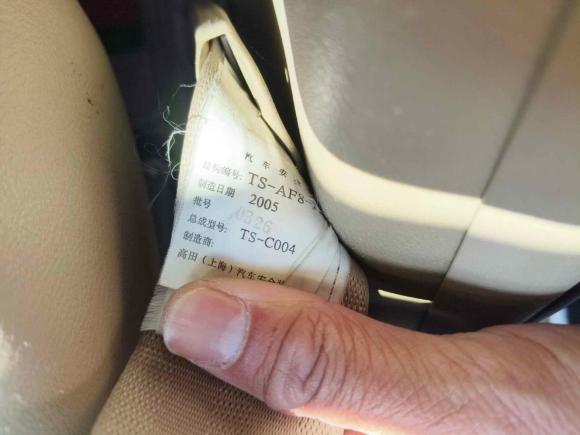 汽车安
结构编号: TS-AF8-
制造日期 2005
批号 0326
总成型号: TS-C004
制造商:
高田（上海）汽车安全装